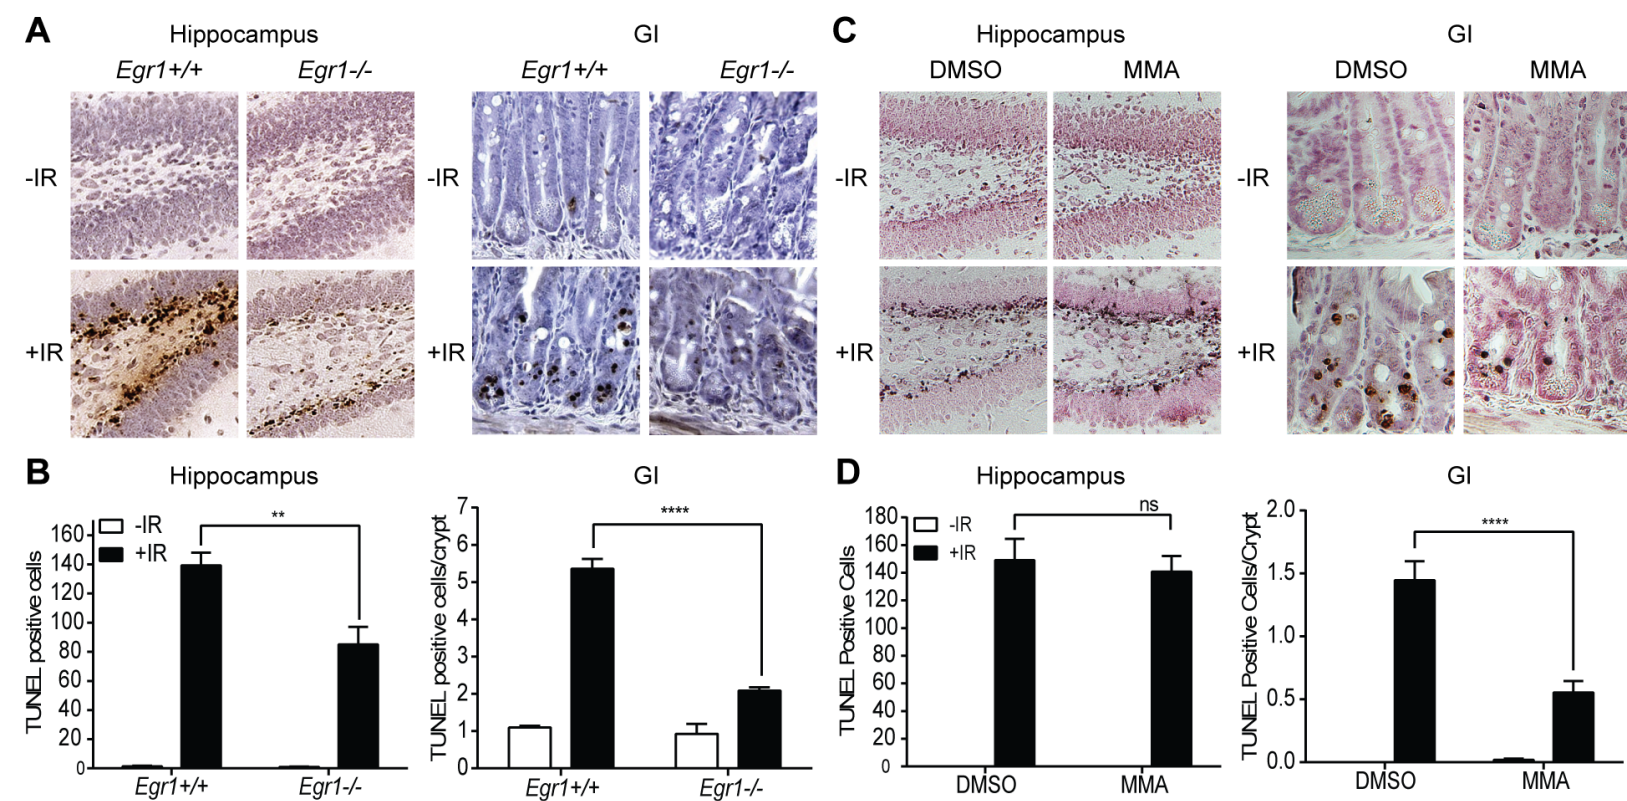 A
Hippocampus
GI
Egr1+/+
Egr1-/-
Egr1+/+
Egr1-/-
-IR
-IR
+IR
+IR
B
Hippocampus
GI
TUNEL positive cells
160
140
120
100
80
60
40
20
0
-IR
+IR
**
Egr1+/+
Egr1-/-
TUNEL positive cells/crypt
7
6
5
4
3
2
1
0
****
Egr1+/+
Egr1-/-
C
Hippocampus
GI
DMSO
MMA
DMSO
MMA
-IR
-IR
+IR
+IR
D
Hippocampus
GI
TUNEL Positive Cells
180
160
140
120
100
80
60
40
20
0
-IR
+IR
ns
DMSO
MMA
TUNEL Positive Cells/Crypt
2.0
1.5
1.0
0.5
0.0
****
DMSO
MMA